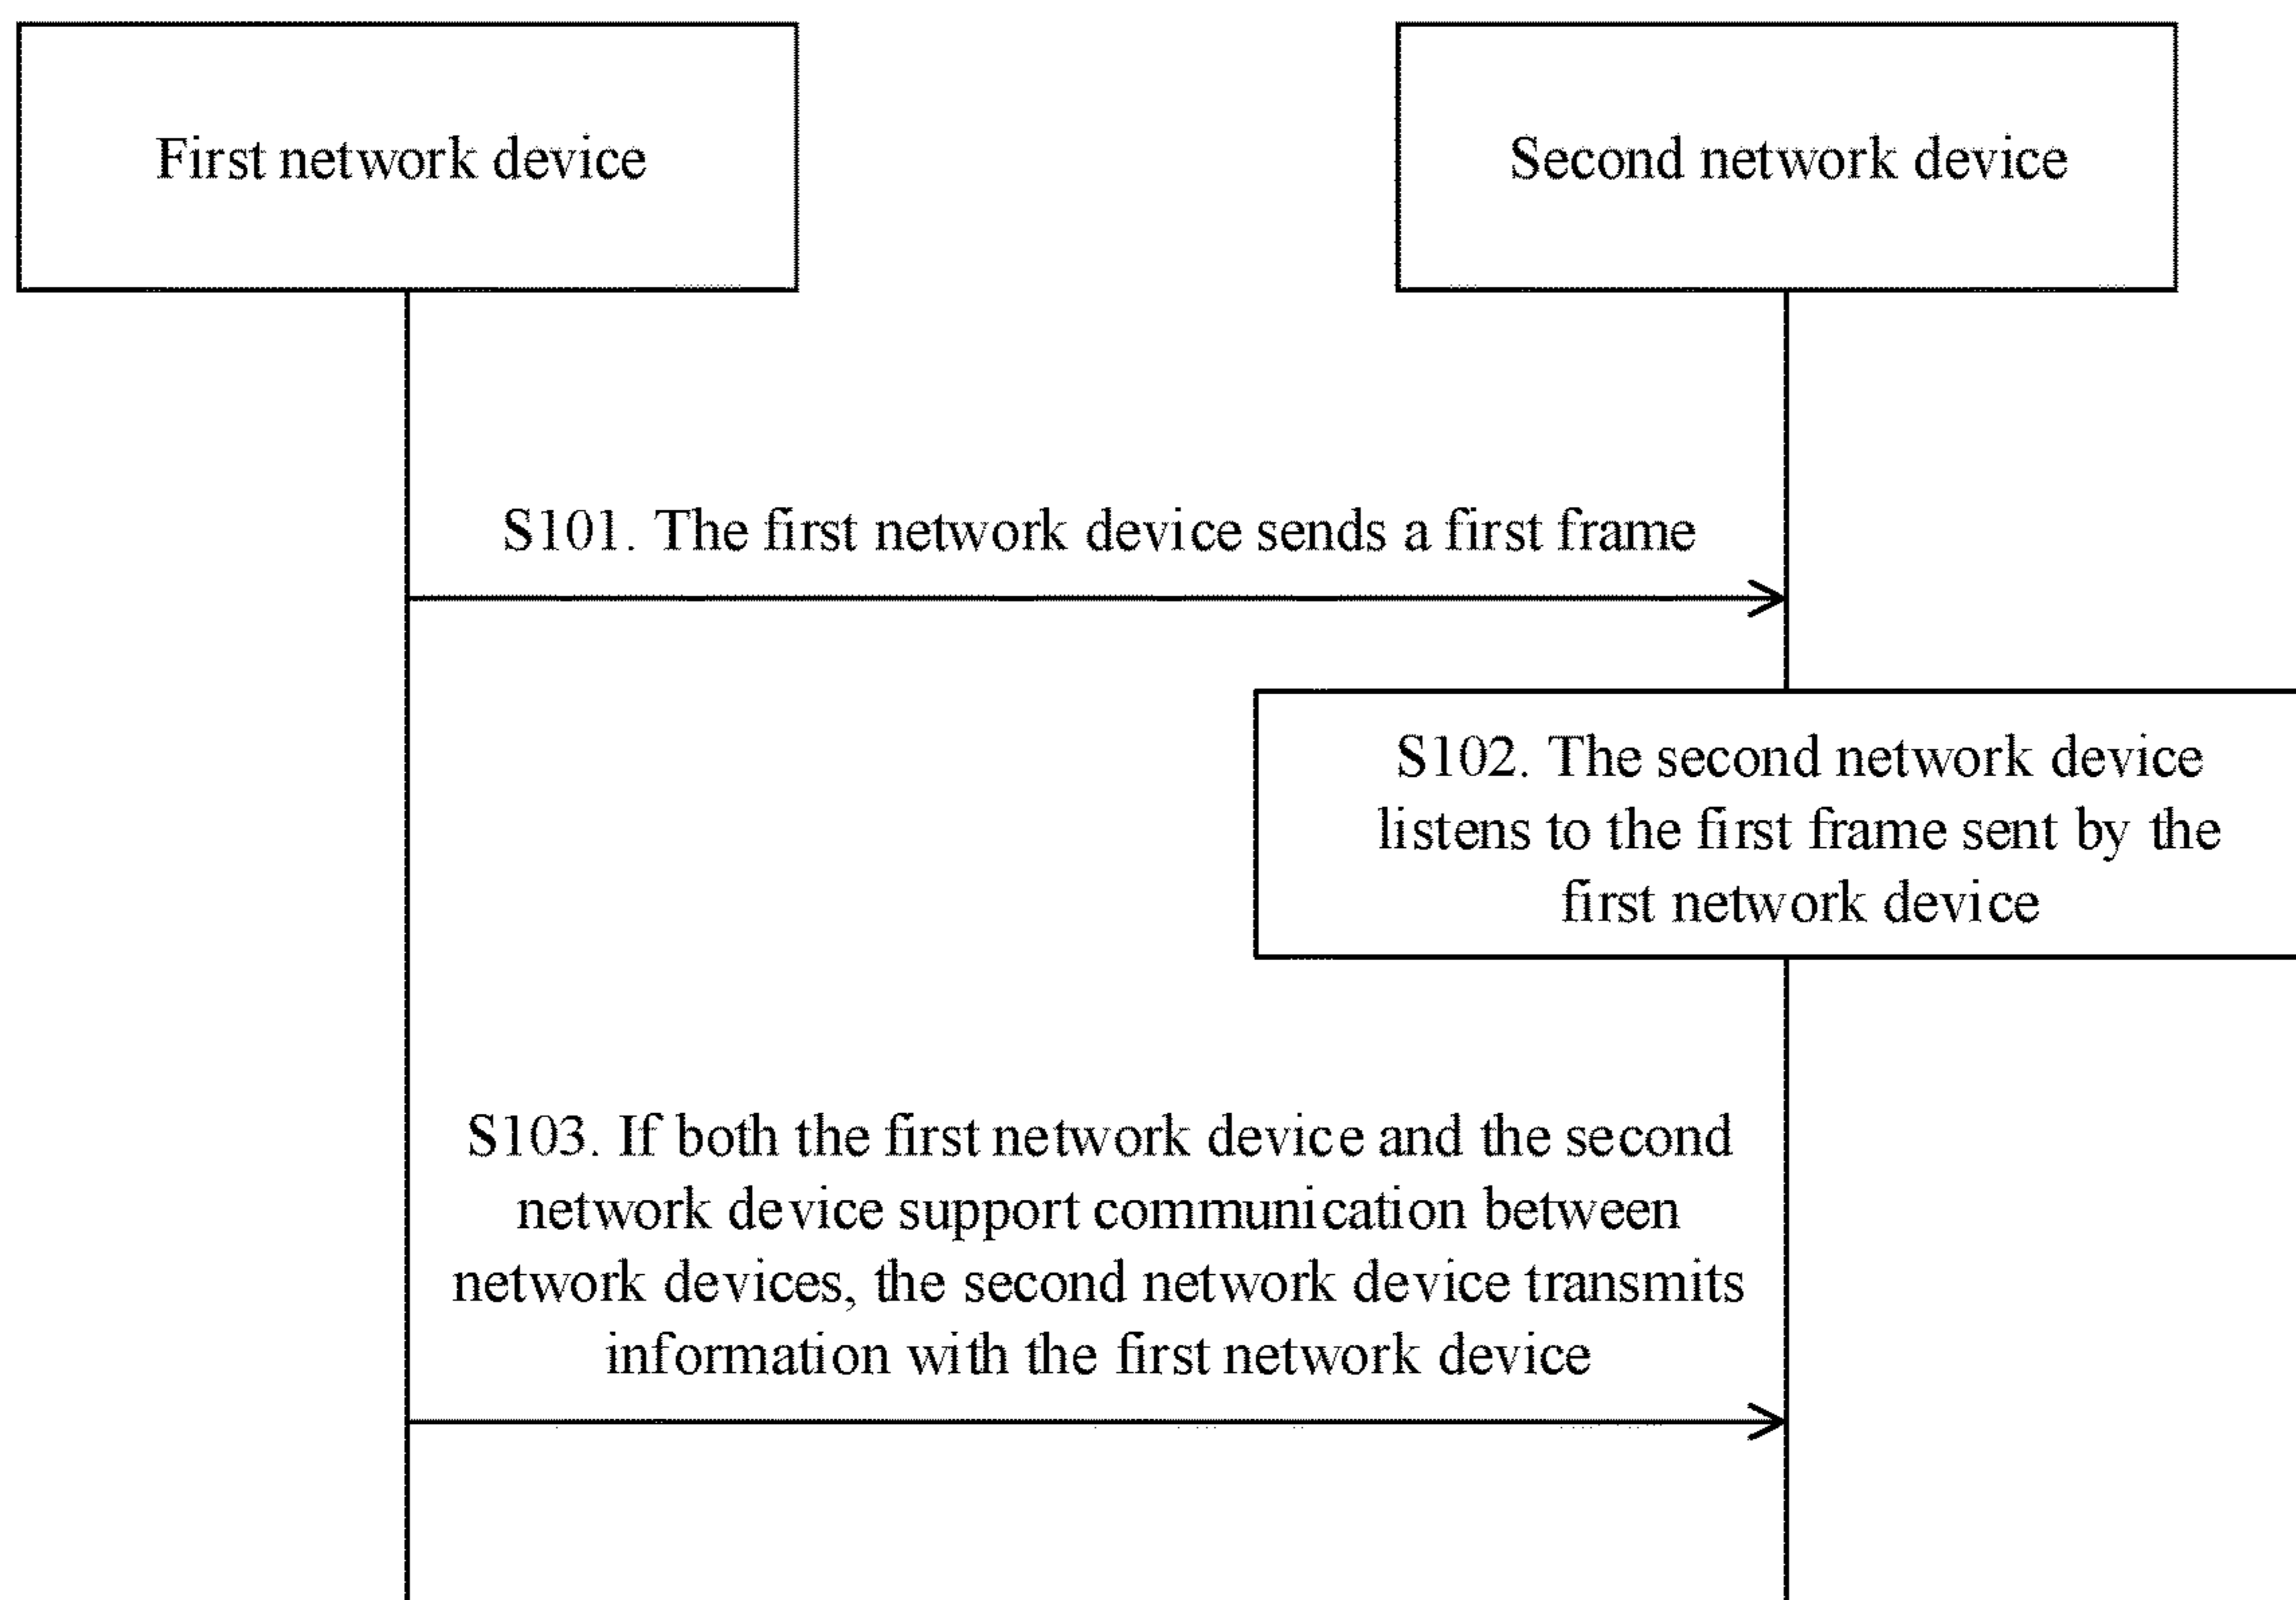 First network device
Second network device
S101. The first network device sends a first frame
S102. The second network device
listens to the first frame sent by the
first network device
S103. If both the first network device and the second
network device support communication between
network devices, the second network device transmits
information with the first network device